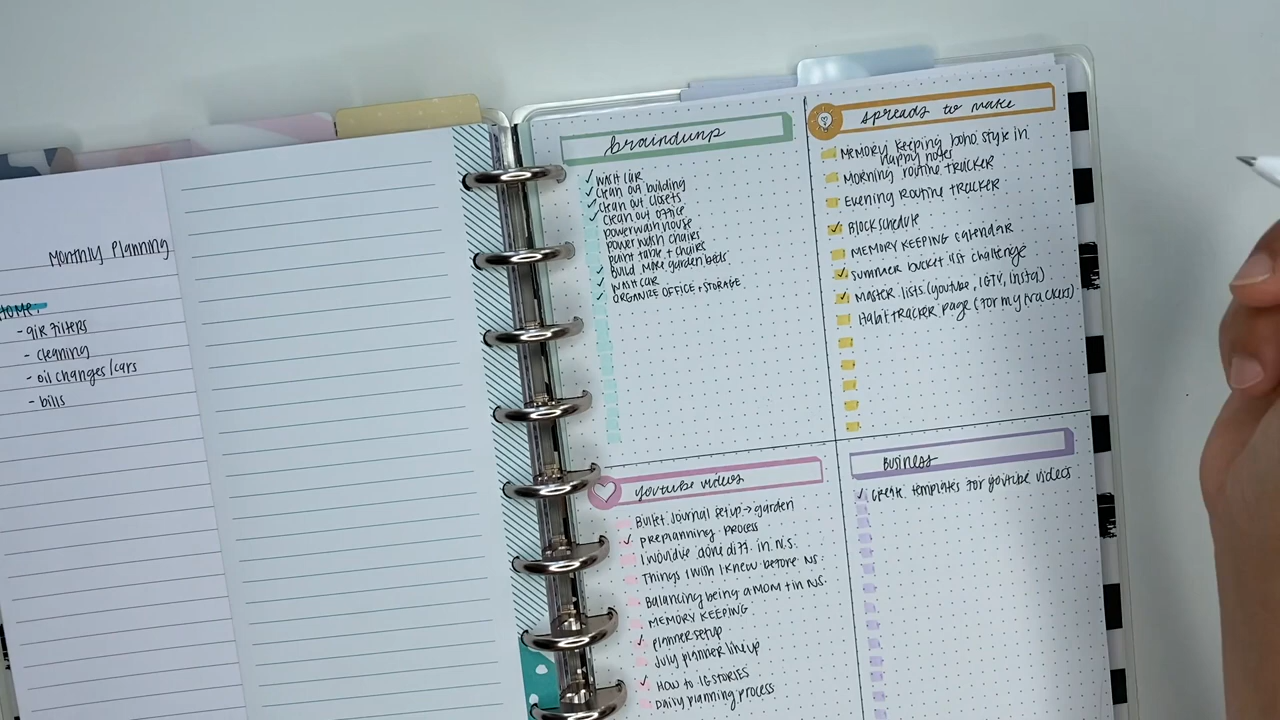 Monthly Planning
HOME:
- air filters
- cleaning
- oil changes/cars
- bills
braindump
✓ wash car
✓ clean out building
✓ clean out closets
✓ clean out office
powerwash house
power wash chairs
paint table + chairs
✓ Build more garden beds
✓ wash car
✓ ORGANIZE OFFICE + STORAGE
spreads to make
MEMORY keeping boho style in
happy notes
Morning routine TRACKER
Evening Routine TRACKER
✓ Block schedule
MEMORY KEEPING calendar
✓ summer bucket list challenge
✓ Master lists (youtube, IGTV, Insta)
Habit TRACKER page (for my trackers)
youtube videos
Bullet Journal setup → garden
✓ preplanning process
I would've done diff. in N.S.
Things I wish I knew before NS
Balancing being a mom + in NS.
MEMORY KEEPING
✓ planner setup
July planner lineup
✓ How to IG STORIES
Daily planning process
Business
✓ create templates for youtube videos